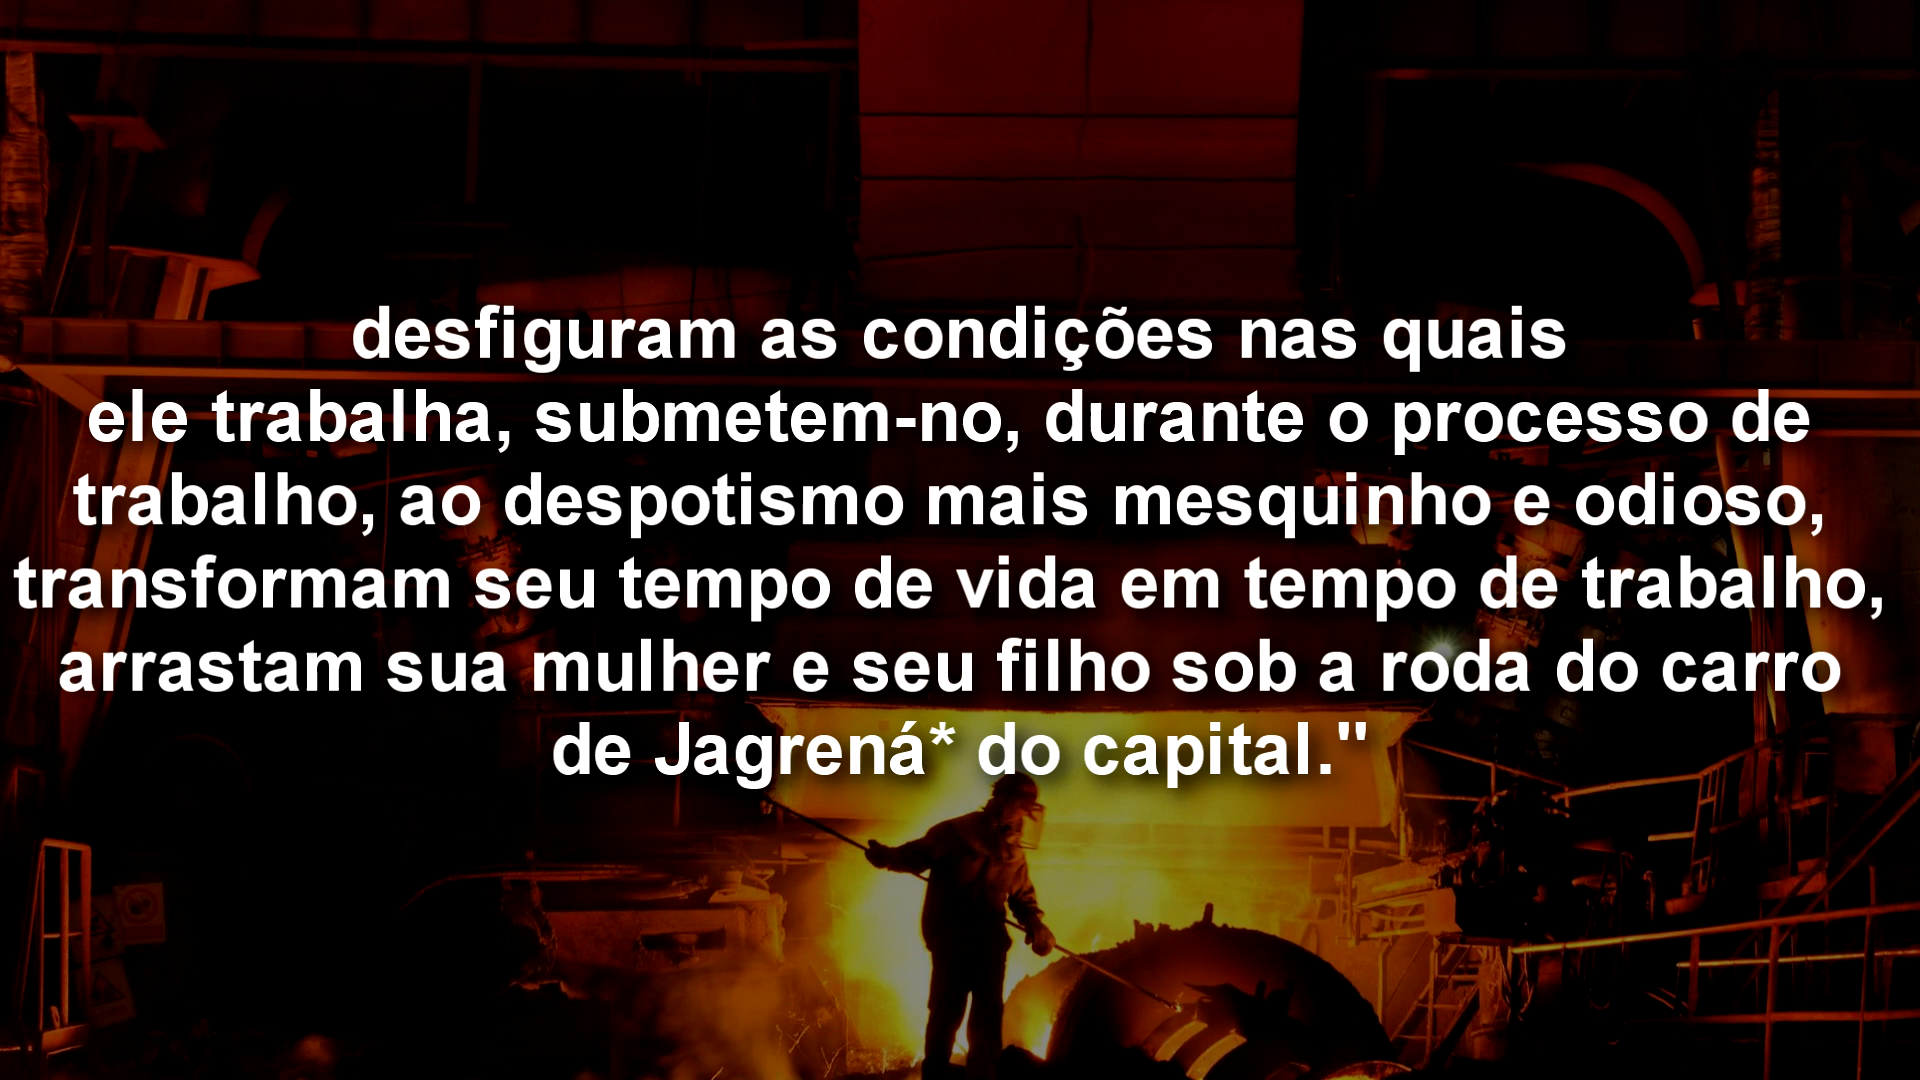 desfiguram as condições nas quais
ele trabalha, submetem-no, durante o processo de
trabalho, ao despotismo mais mesquinho e odioso,
transformam seu tempo de vida em tempo de trabalho,
arrastam sua mulher e seu filho sob a roda do carro
de Jagrená* do capital."